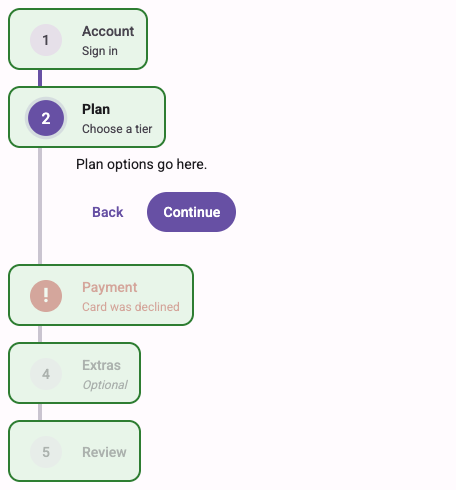 1
Account
Sign in
2
Plan
Choose a tier
Plan options go here.
Back Continue
!
Payment
Card was declined
4
Extras
Optional
5
Review